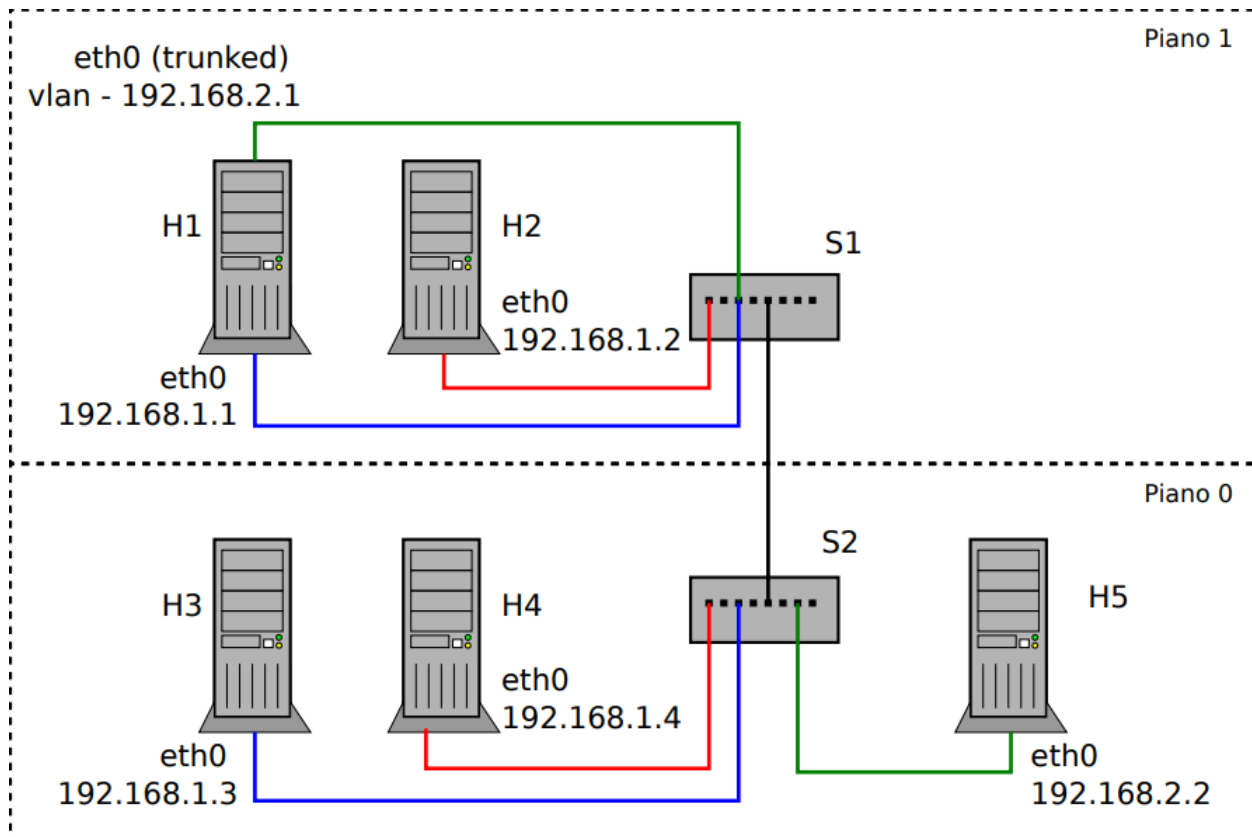 eth0 (trunked)
vlan - 192.168.2.1
Piano 1
H1
H2
S1
eth0
192.168.1.2
eth0
192.168.1.1
Piano 0
S2
H3
H4
H5
eth0
192.168.1.4
eth0
192.168.1.3
eth0
192.168.2.2